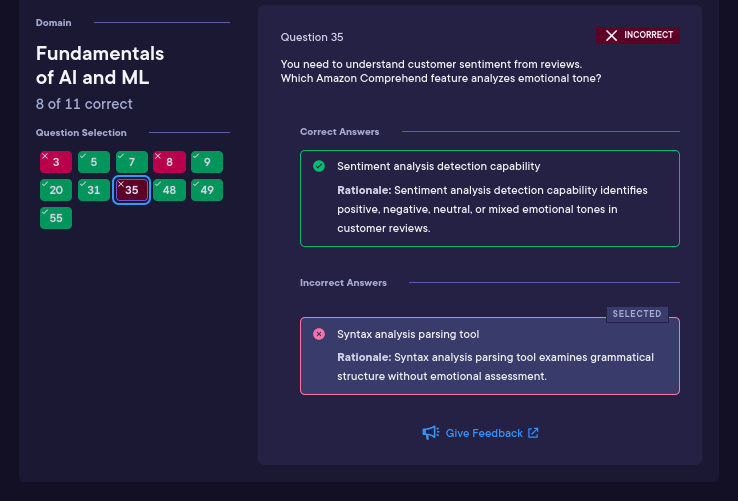 Domain
Fundamentals
of AI and ML
8 of 11 correct
Question Selection
3 5 7 8 9
20 31 35 48 49
55
Question 35
INCORRECT
You need to understand customer sentiment from reviews.
Which Amazon Comprehend feature analyzes emotional tone?
Correct Answers
Sentiment analysis detection capability
Rationale: Sentiment analysis detection capability identifies
positive, negative, neutral, or mixed emotional tones in
customer reviews.
Incorrect Answers
SELECTED
Syntax analysis parsing tool
Rationale: Syntax analysis parsing tool examines grammatical
structure without emotional assessment.
Give Feedback